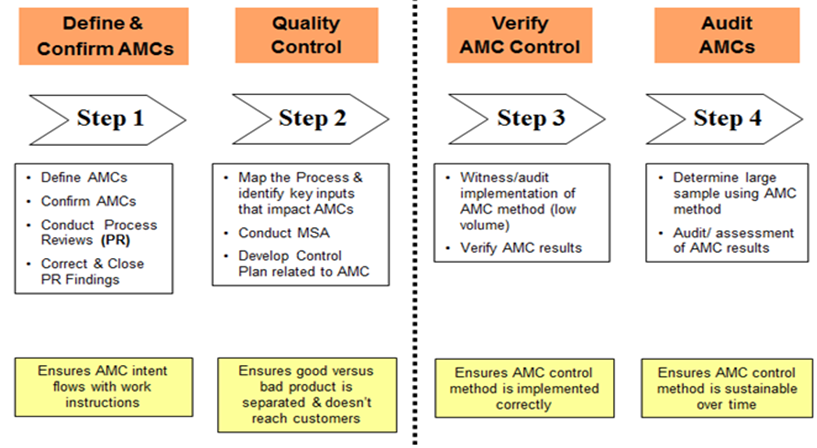 Define &
Confirm AMCs
Quality
Control
Verify
AMC Control
Audit
AMCs
Step 1
Step 2
Step 3
Step 4
• Define AMCs
• Confirm AMCs
• Conduct Process
Reviews (PR)
• Correct & Close
PR Findings
• Map the Process &
identify key inputs
that impact AMCs
• Conduct MSA
• Develop Control
Plan related to AMC
• Witness/audit
implementation of
AMC method (low
volume)
• Verify AMC results
• Determine large
sample using AMC
method
• Audit/ assessment
of AMC results
Ensures AMC intent
flows with work
instructions
Ensures good versus
bad product is
separated & doesn't
reach customers
Ensures AMC control
method is implemented
correctly
Ensures AMC control
method is sustainable
over time